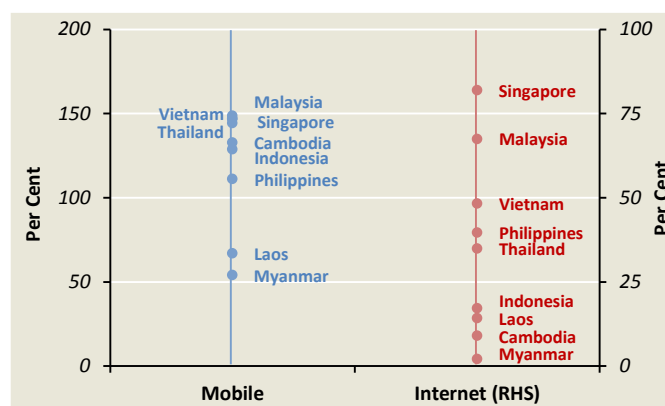 200
150
100
50
0
Per Cent
Vietnam
Thailand
Malaysia
Singapore
Cambodia
Indonesia
Philippines
Laos
Myanmar
Mobile
Singapore
Malaysia
Vietnam
Philippines
Thailand
Indonesia
Laos
Cambodia
Myanmar
Internet (RHS)
100
75
50
25
0
Per Cent